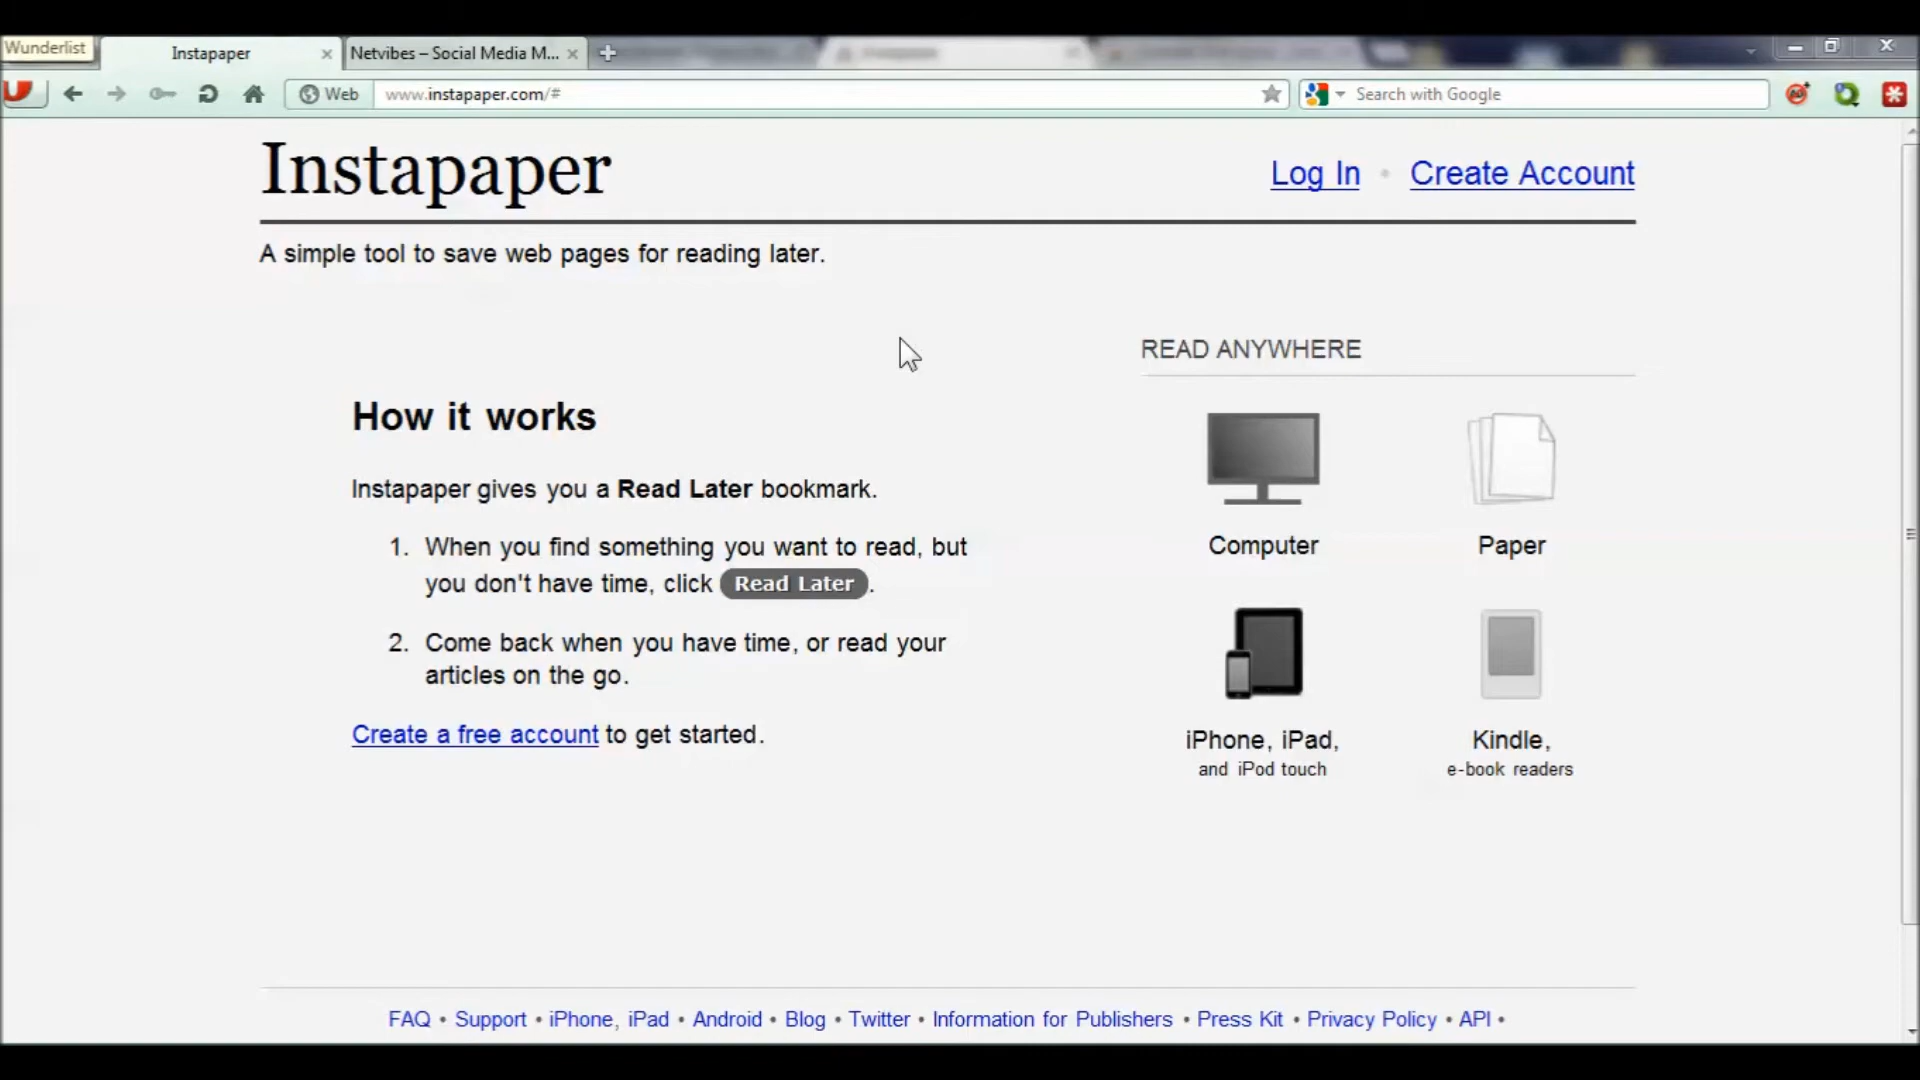 Wunderlist
Instapaper
Netvibes – Social Media M...
Web
www.instapaper.com/#
Search with Google
Instapaper
Log In • Create Account
A simple tool to save web pages for reading later.
READ ANYWHERE
How it works
Instapaper gives you a Read Later bookmark.
1. When you find something you want to read, but
you don't have time, click Read Later.
2. Come back when you have time, or read your
articles on the go.
Create a free account to get started.
Computer
Paper
iPhone, iPad,
and iPod touch
Kindle,
e-book readers
FAQ • Support • iPhone, iPad • Android • Blog • Twitter • Information for Publishers • Press Kit • Privacy Policy • API •